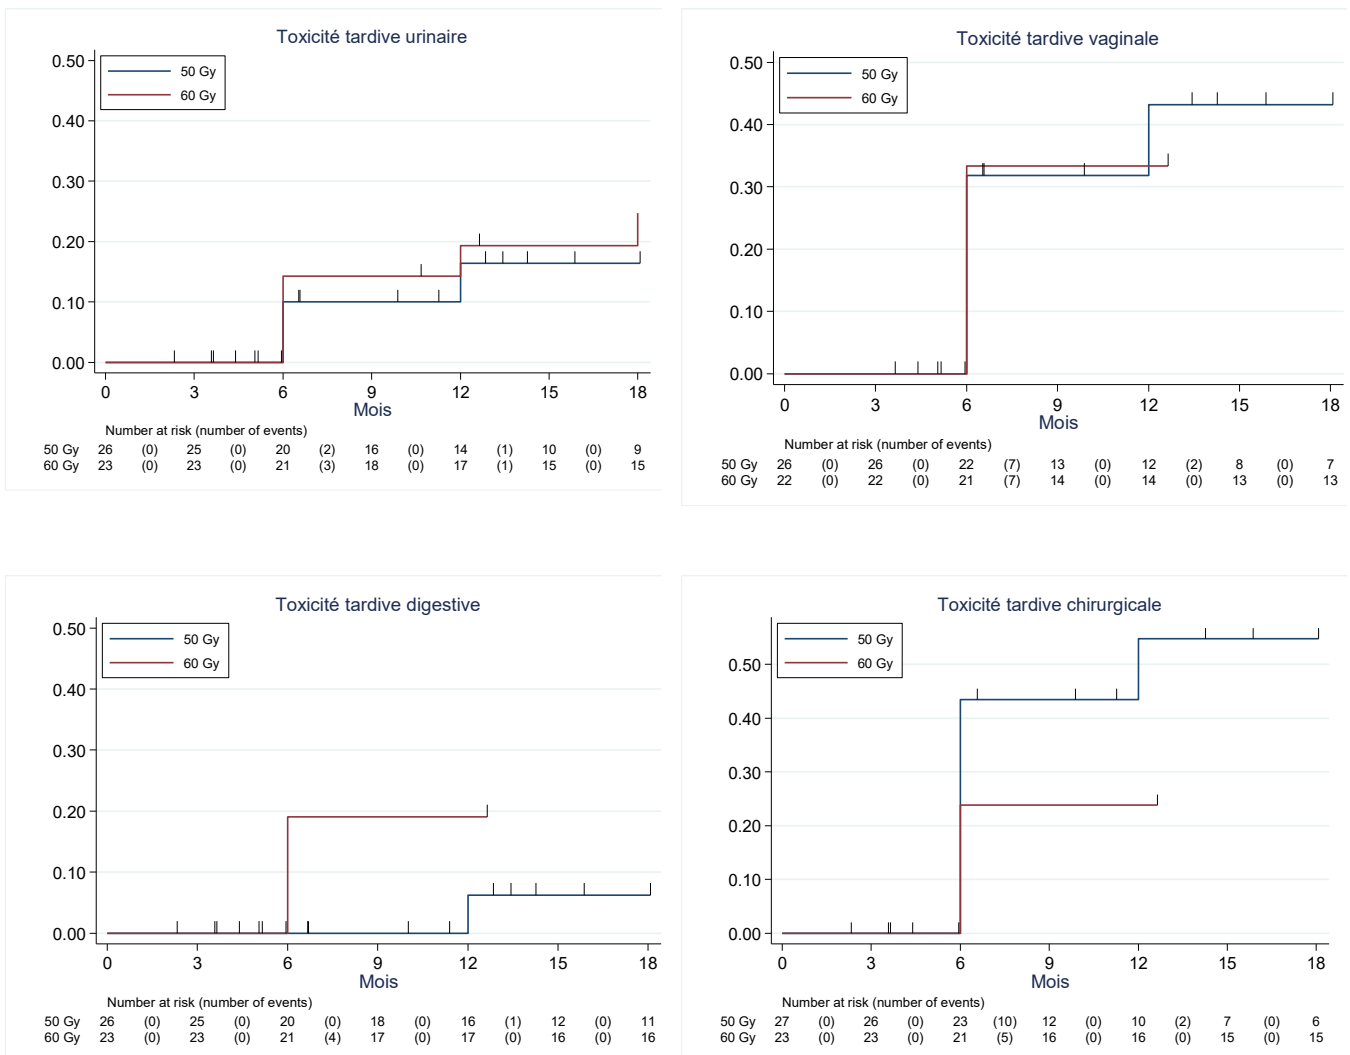 Toxicité tardive urinaire
50 Gy
60 Gy
0.50
0.40
0.30
0.20
0.10
0.00
0 3 6 9 12 15 18
Mois
Number at risk (number of events)
50 Gy 26 (0) 25 (0) 20 (2) 16 (0) 14 (1) 10 (0) 9
60 Gy 23 (0) 23 (0) 21 (3) 18 (0) 17 (1) 15 (0) 15
Toxicité tardive vaginale
50 Gy
60 Gy
0.50
0.40
0.30
0.20
0.10
0.00
0 3 6 9 12 15 18
Mois
Number at risk (number of events)
50 Gy 26 (0) 26 (0) 22 (7) 13 (0) 12 (2) 8 (0) 7
60 Gy 22 (0) 22 (0) 21 (7) 14 (0) 14 (0) 13 (0) 13
Toxicité tardive digestive
50 Gy
60 Gy
0.50
0.40
0.30
0.20
0.10
0.00
0 3 6 9 12 15 18
Mois
Number at risk (number of events)
50 Gy 26 (0) 25 (0) 20 (0) 18 (0) 16 (1) 12 (0) 11
60 Gy 23 (0) 23 (0) 21 (4) 17 (0) 17 (0) 16 (0) 16
Toxicité tardive chirurgicale
50 Gy
60 Gy
0.50
0.40
0.30
0.20
0.10
0.00
0 3 6 9 12 15 18
Mois
Number at risk (number of events)
50 Gy 27 (0) 26 (0) 23 (10) 12 (0) 10 (2) 7 (0) 6
60 Gy 23 (0) 23 (0) 21 (5) 16 (0) 16 (0) 15 (0) 15